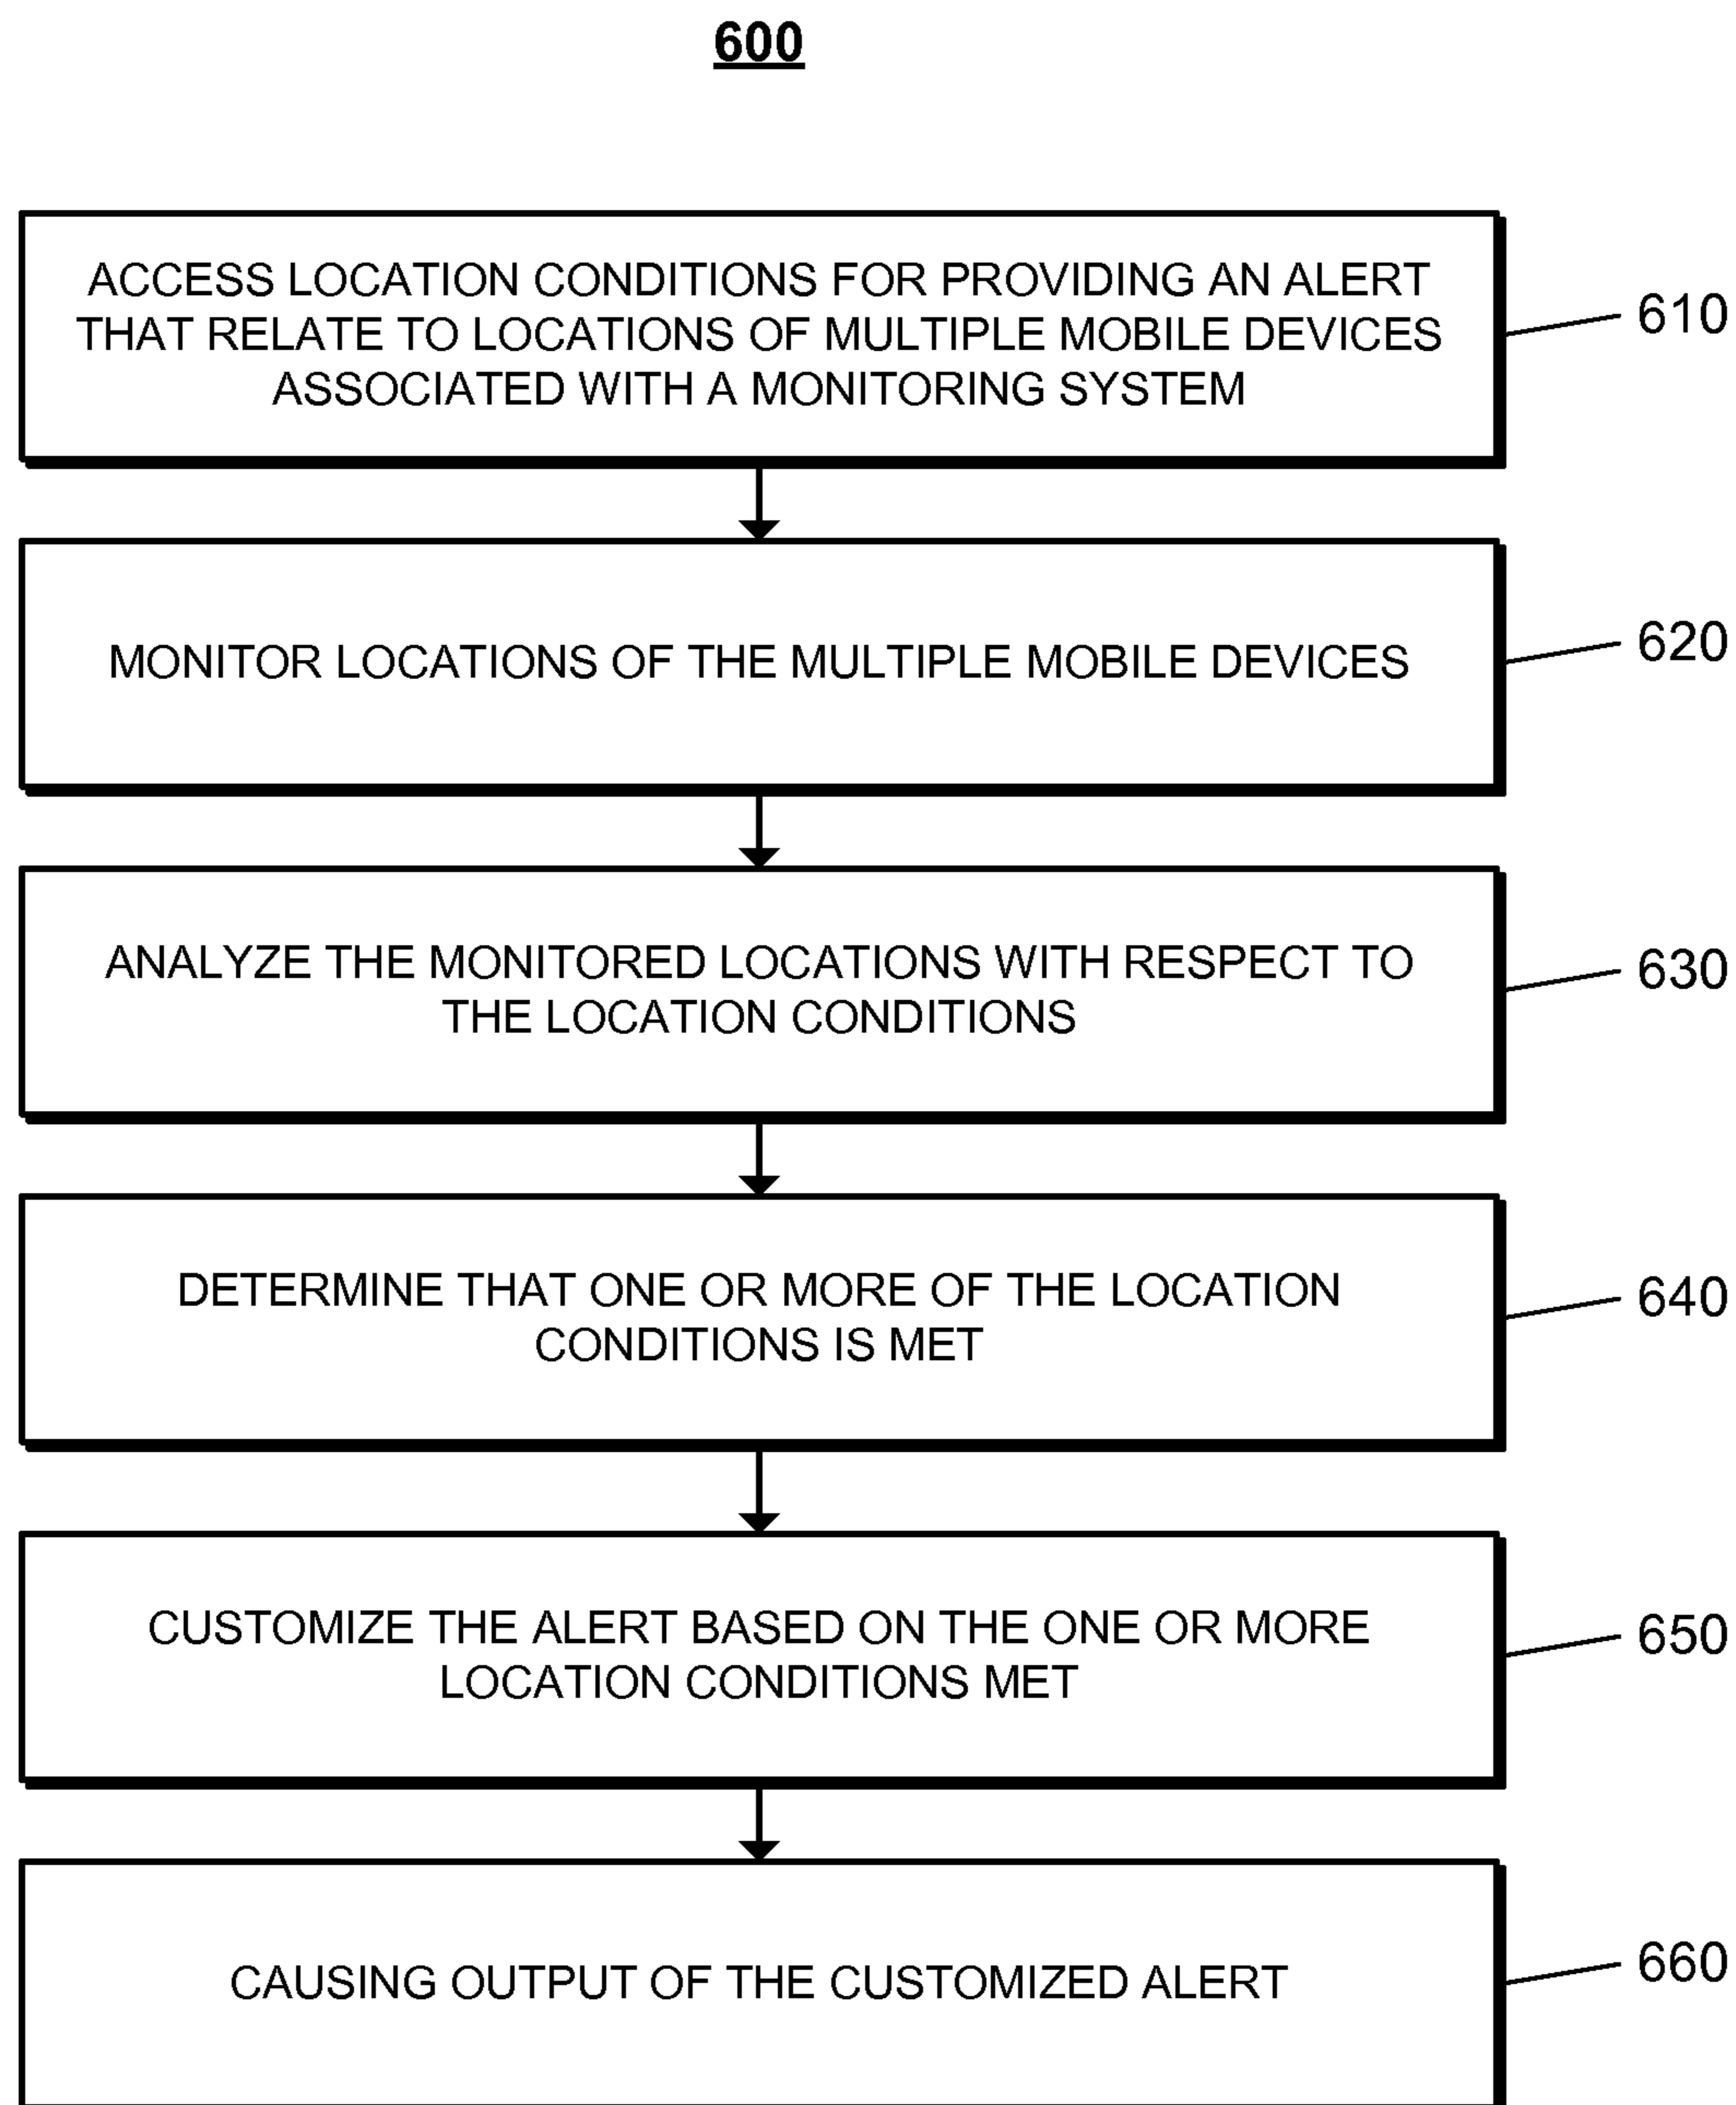 600
ACCESS LOCATION CONDITIONS FOR PROVIDING AN ALERT
THAT RELATE TO LOCATIONS OF MULTIPLE MOBILE DEVICES
ASSOCIATED WITH A MONITORING SYSTEM
610
MONITOR LOCATIONS OF THE MULTIPLE MOBILE DEVICES
620
ANALYZE THE MONITORED LOCATIONS WITH RESPECT TO
THE LOCATION CONDITIONS
630
DETERMINE THAT ONE OR MORE OF THE LOCATION
CONDITIONS IS MET
640
CUSTOMIZE THE ALERT BASED ON THE ONE OR MORE
LOCATION CONDITIONS MET
650
CAUSING OUTPUT OF THE CUSTOMIZED ALERT
660